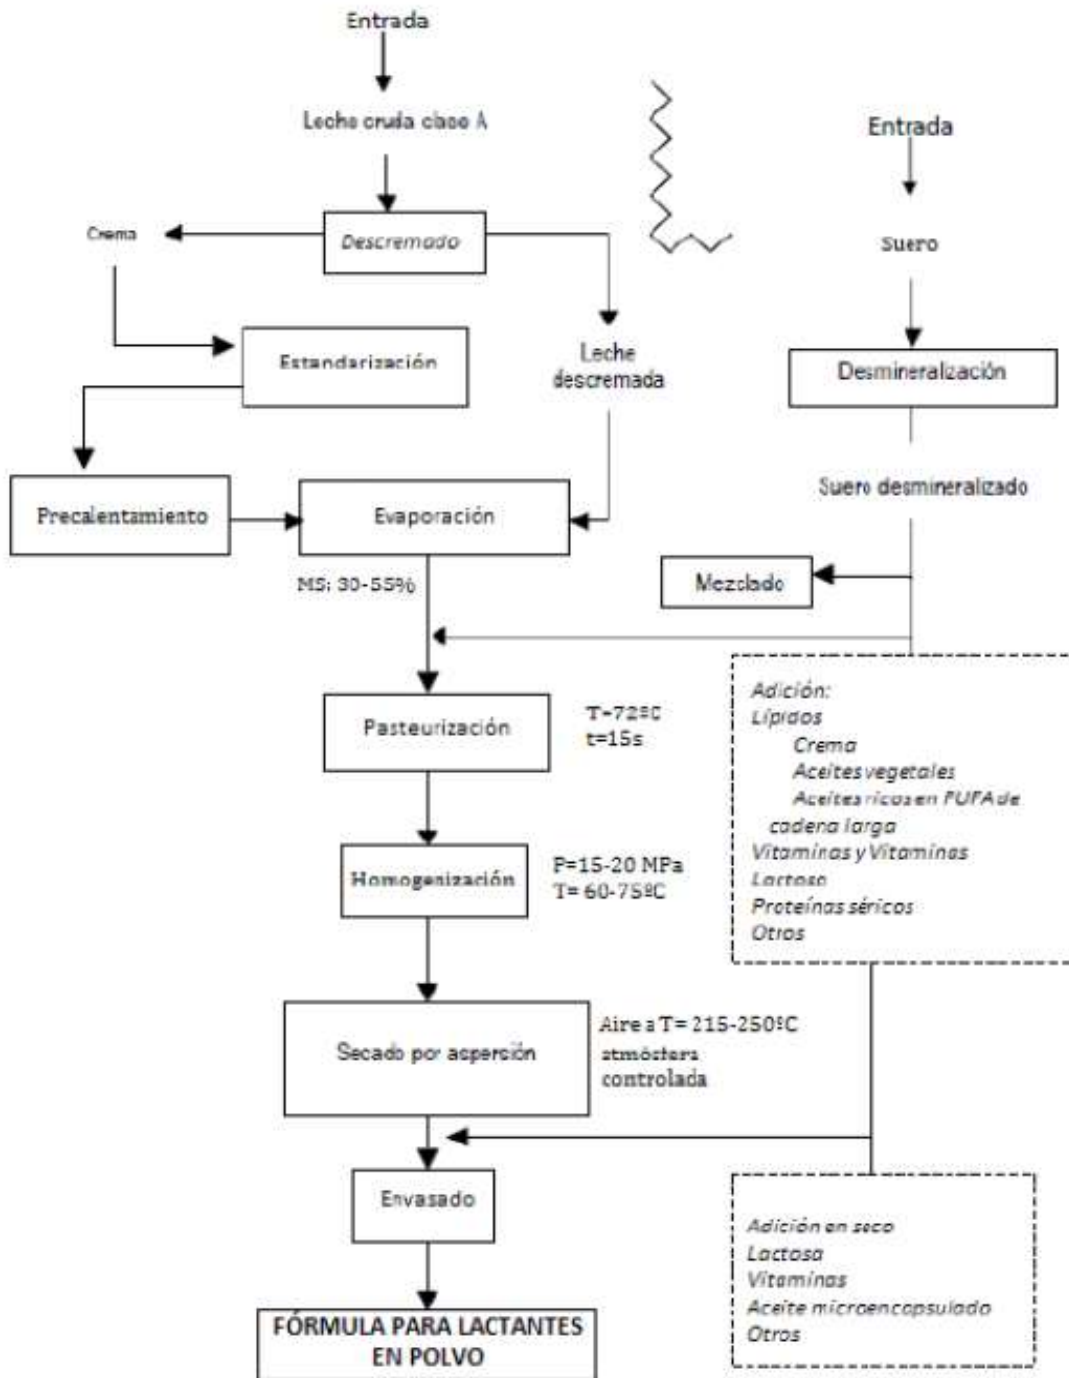 Entrada
Leche cruda clase A
Entrada
Crema
Descremado
Suero
Estandarización
Leche
descremada
Desmineralización
Precalentamiento
Evaporación
Suero desmineralizado
MS: 30-55%
Mezclado
Pasteurización
T=72ºC
t=15s
Adición:
Lípidos
Crema
Aceites vegetales
Aceites ricos en PUFA de
cadena larga
Vitaminas y Vitaminas
Lactosa
Proteínas séricos
Otros
Homogenización
P=15-20 MPa
T= 60-75ºC
Secado por aspersión
Aire a T= 215-250ºC
atmósfera
controlada
Envasado
Adición en seco
Lactosa
Vitaminas
Aceite microencapsulado
Otros
FÓRMULA PARA LACTANTES
EN POLVO